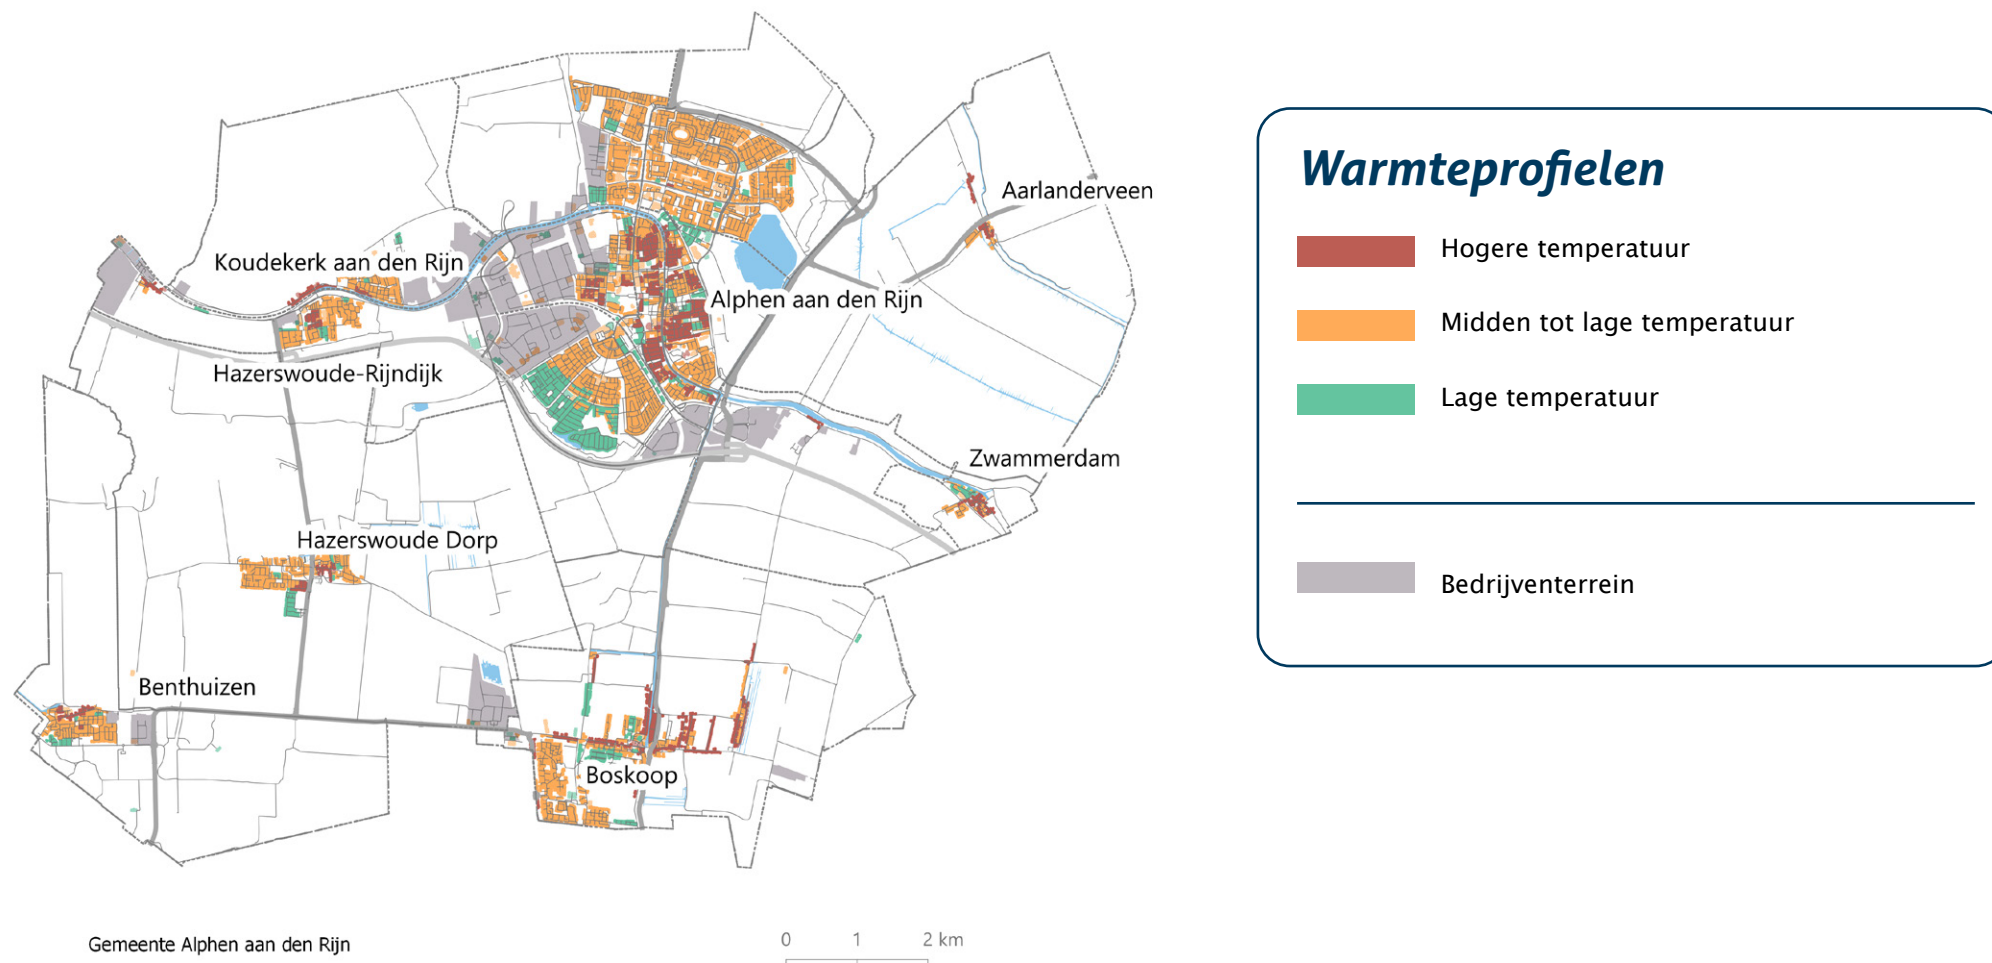 Warmteprofielen
Aarlanderveen
Hogere temperatuur
Koudekerk aan den Rijn
Alphen aan den Rijn
Midden tot lage temperatuur
Hazerswoude-Rijndijk
Lage temperatuur
Zwammerdam
Hazerswoude Dorp
Bedrijventerrein
Benthuizen
Boskoop
Gemeente Alphen aan den Rijn
0 1 2 km